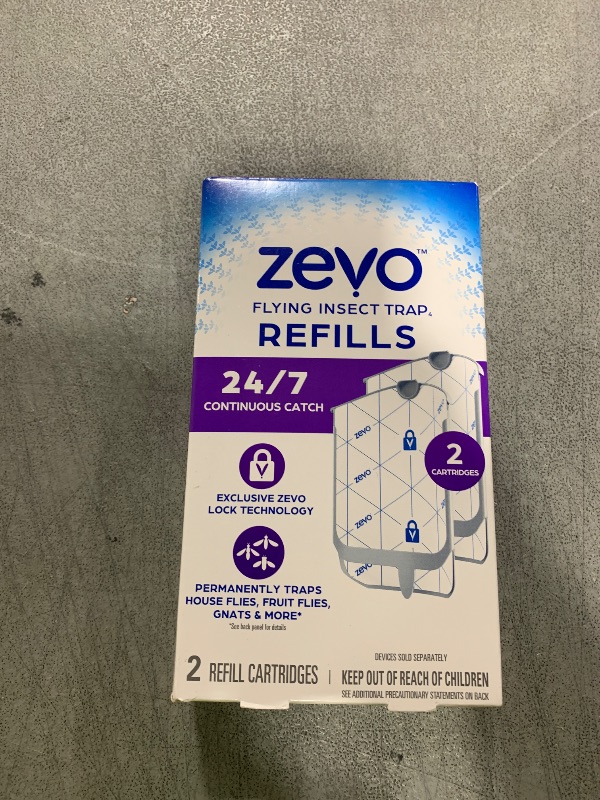 zevo™
FLYING INSECT TRAP
REFILLS
24/7
CONTINUOUS CATCH
zevo
zevo
zevo
zevo
2
CARTRIDGES
EXCLUSIVE ZEVO
LOCK TECHNOLOGY
PERMANENTLY TRAPS
HOUSE FLIES, FRUIT FLIES,
GNATS & MORE*
*See back panel for details
DEVICES SOLD SEPARATELY
2 REFILL CARTRIDGES | KEEP OUT OF REACH OF CHILDREN
SEE ADDITIONAL PRECAUTIONARY STATEMENTS ON BACK